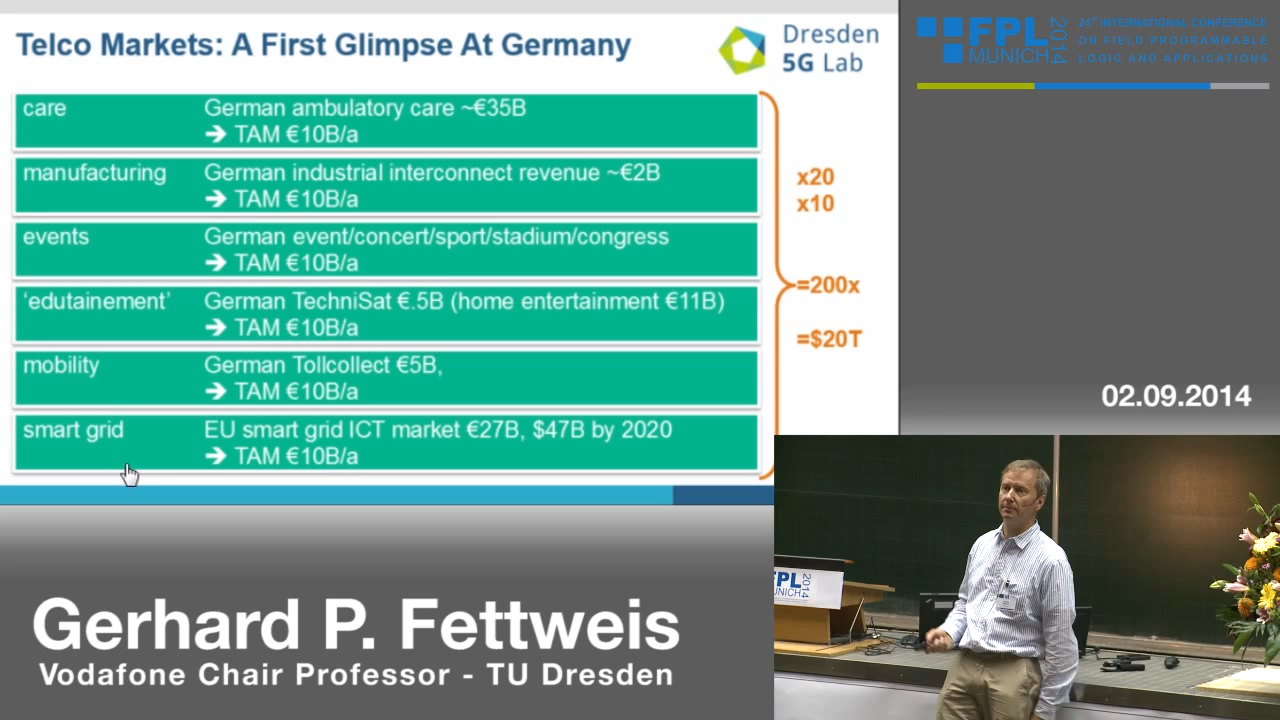 Telco Markets: A First Glimpse At Germany
Dresden
5G Lab
care German ambulatory care ~€35B
➔ TAM €10B/a
manufacturing German industrial interconnect revenue ~€2B
➔ TAM €10B/a
events German event/concert/sport/stadium/congress
➔ TAM €10B/a
‘edutainement’ German TechniSat €.5B (home entertainment €11B)
➔ TAM €10B/a
mobility German Tollcollect €5B,
➔ TAM €10B/a
smart grid EU smart grid ICT market €27B, $47B by 2020
➔ TAM €10B/a
x20
x10
=200x
=$20T
FPL
MUNICH
2014
24th INTERNATIONAL CONFERENCE
ON FIELD PROGRAMMABLE
LOGIC AND APPLICATIONS
02.09.2014
FPL
MUNICH
2014
Gerhard P. Fettweis
Vodafone Chair Professor - TU Dresden